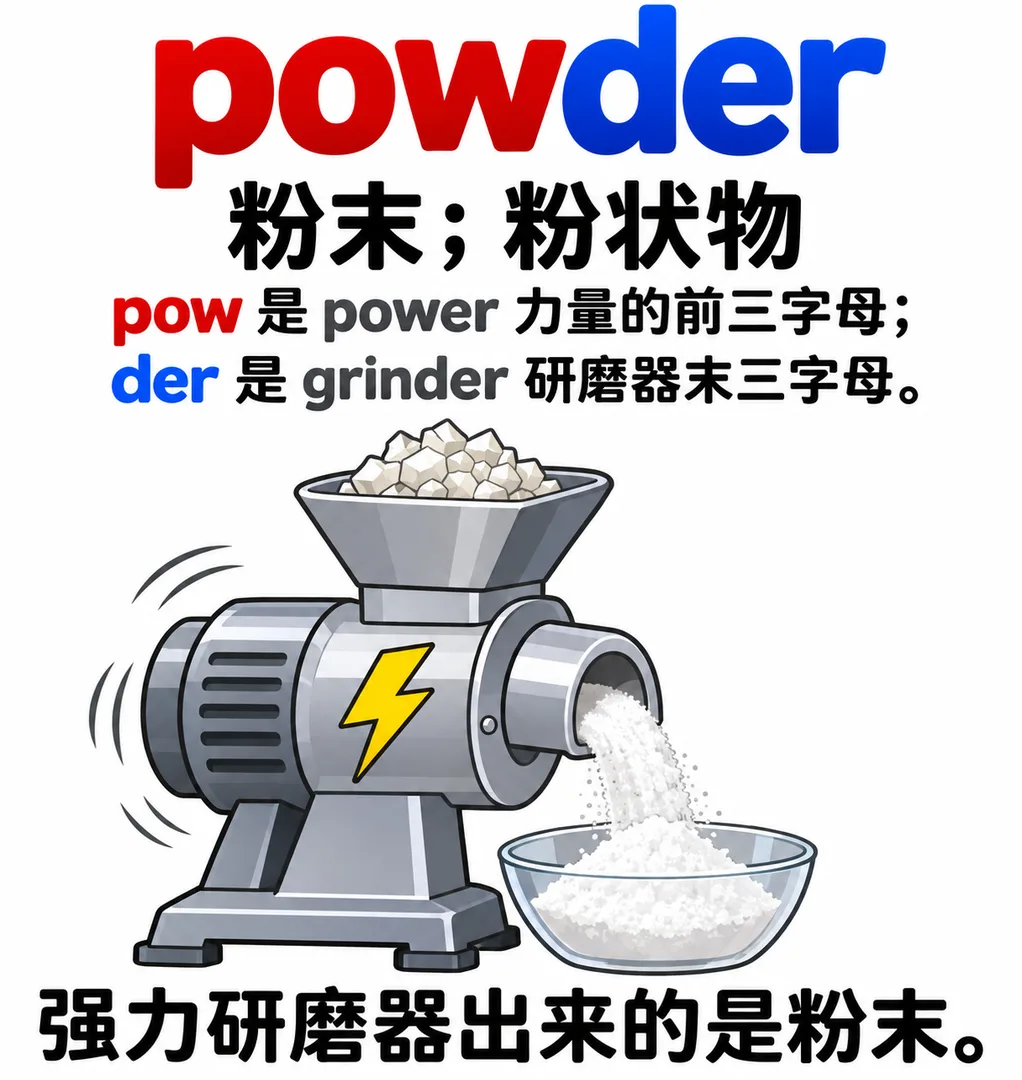 powder
粉末；粉状物
pow 是 power 力量的前三字母；
der 是 grinder 研磨器末三字母。
强力研磨器出来的是粉末。